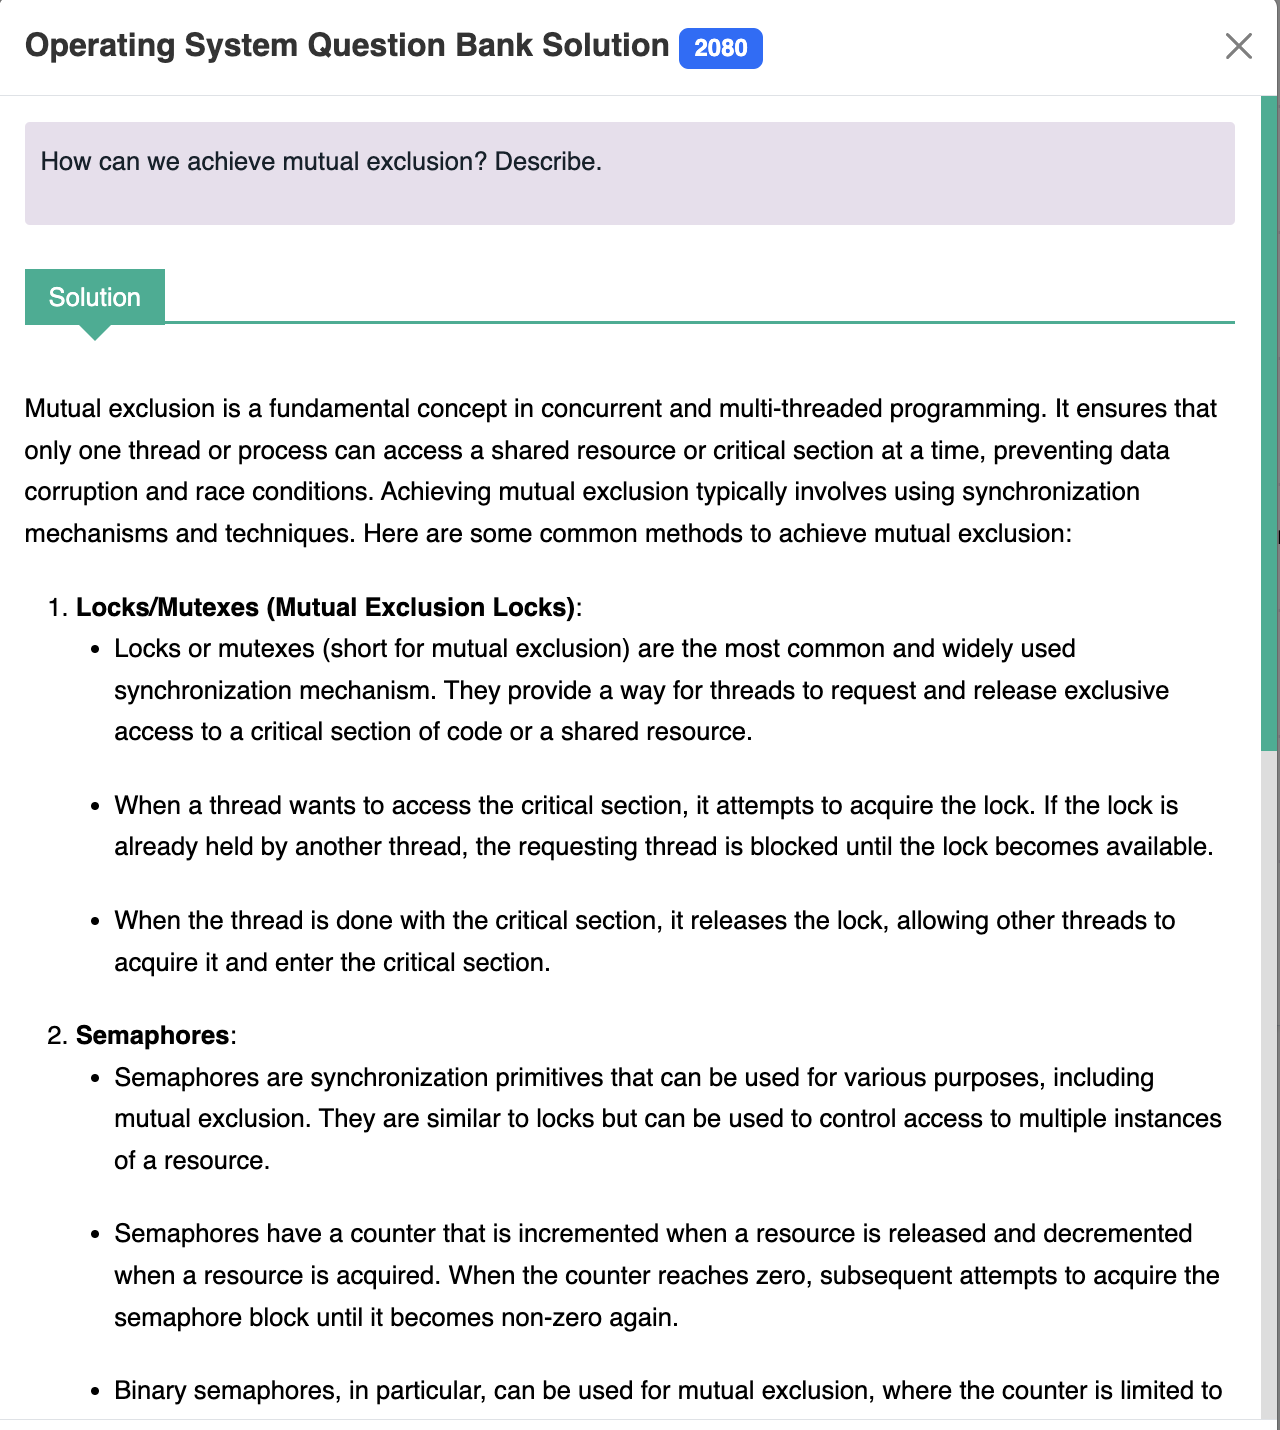 Operating System Question Bank Solution 2080
How can we achieve mutual exclusion? Describe.
Solution
Mutual exclusion is a fundamental concept in concurrent and multi-threaded programming. It ensures that
only one thread or process can access a shared resource or critical section at a time, preventing data
corruption and race conditions. Achieving mutual exclusion typically involves using synchronization
mechanisms and techniques. Here are some common methods to achieve mutual exclusion:
1. Locks/Mutexes (Mutual Exclusion Locks):
• Locks or mutexes (short for mutual exclusion) are the most common and widely used
synchronization mechanism. They provide a way for threads to request and release exclusive
access to a critical section of code or a shared resource.
• When a thread wants to access the critical section, it attempts to acquire the lock. If the lock is
already held by another thread, the requesting thread is blocked until the lock becomes available.
• When the thread is done with the critical section, it releases the lock, allowing other threads to
acquire it and enter the critical section.
2. Semaphores:
• Semaphores are synchronization primitives that can be used for various purposes, including
mutual exclusion. They are similar to locks but can be used to control access to multiple instances
of a resource.
• Semaphores have a counter that is incremented when a resource is released and decremented
when a resource is acquired. When the counter reaches zero, subsequent attempts to acquire the
semaphore block until it becomes non-zero again.
• Binary semaphores, in particular, can be used for mutual exclusion, where the counter is limited to